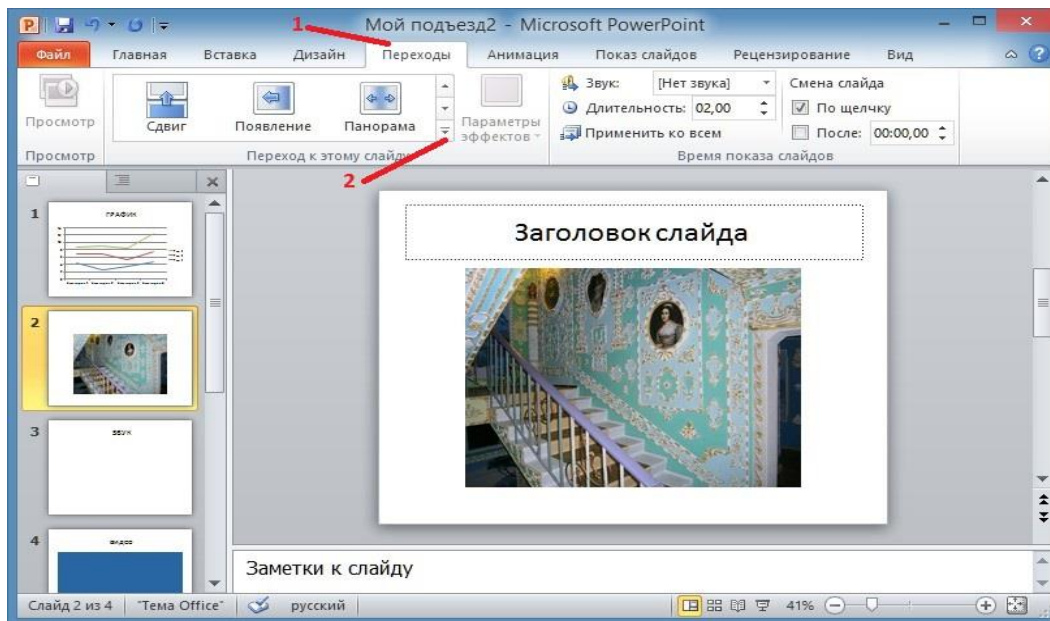 1
Мой подъезд2 - Microsoft PowerPoint
Файл Главная Вставка Дизайн Переходы Анимация Показ слайдов Рецензирование Вид
Просмотр
Сдвиг Появление Панорама
Параметры эффектов
Звук: [Нет звука]
Длительность: 02,00
Применить ко всем
Смена слайда
По щелчку
После: 00:00,00
Просмотр Переход к этому слайду Время показа слайдов
2
1
ГРАФИК
2
3
ЗВУК
4
ВИДЕО
Заголовок слайда
Заметки к слайду
Слайд 2 из 4 "Тема Office" русский 41%